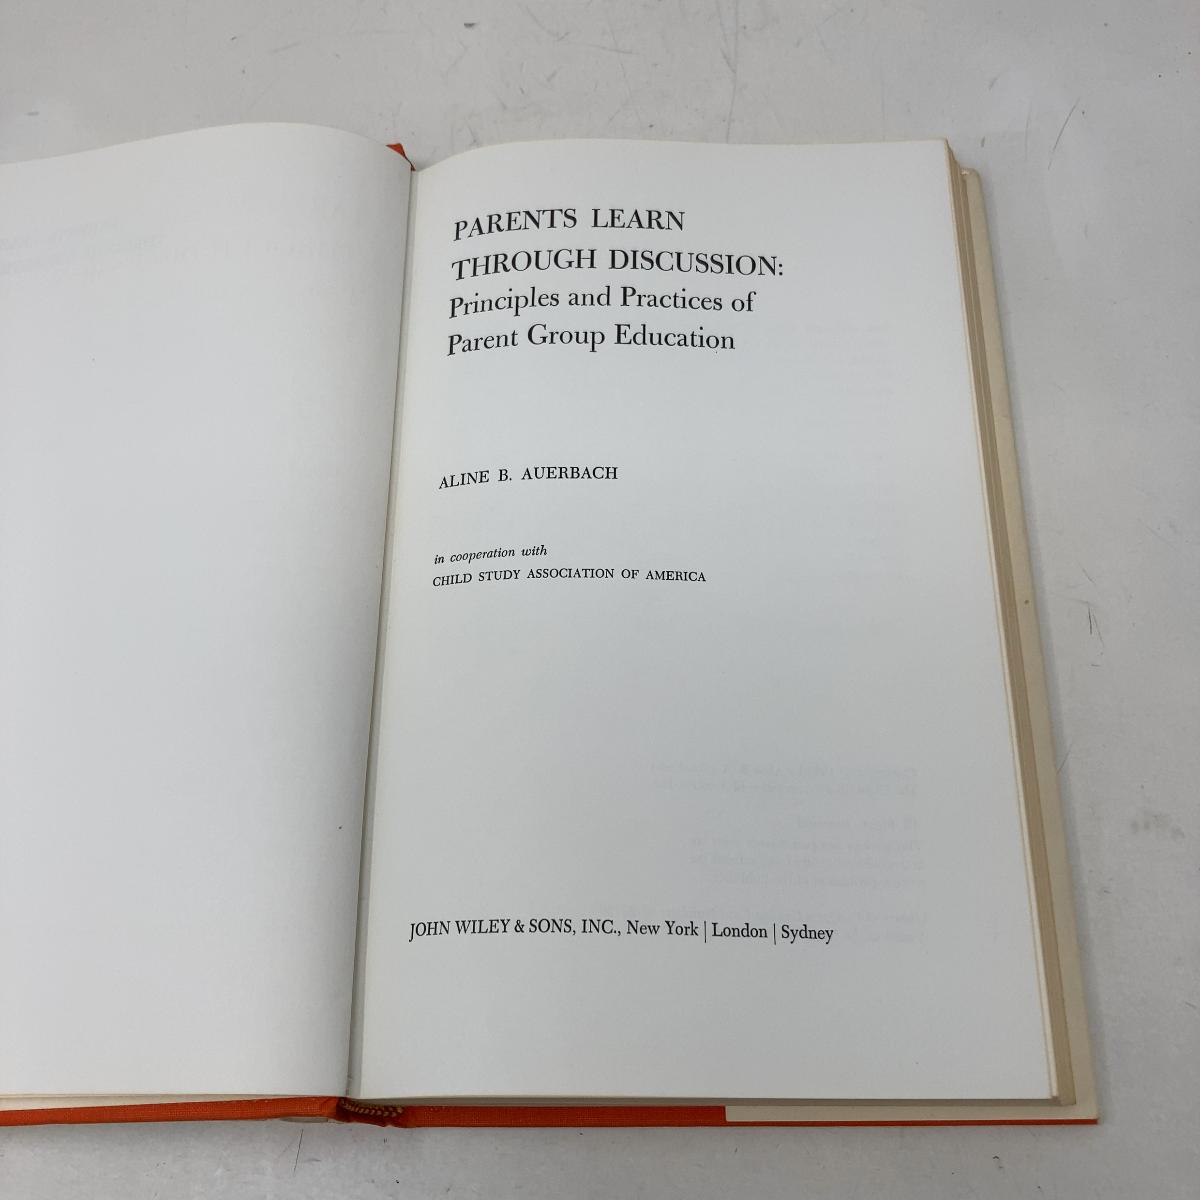 PARENTS LEARN
THROUGH DISCUSSION:
Principles and Practices of
Parent Group Education
ALINE B. AUERBACH
in cooperation with
CHILD STUDY ASSOCIATION OF AMERICA
JOHN WILEY & SONS, INC., New York | London | Sydney